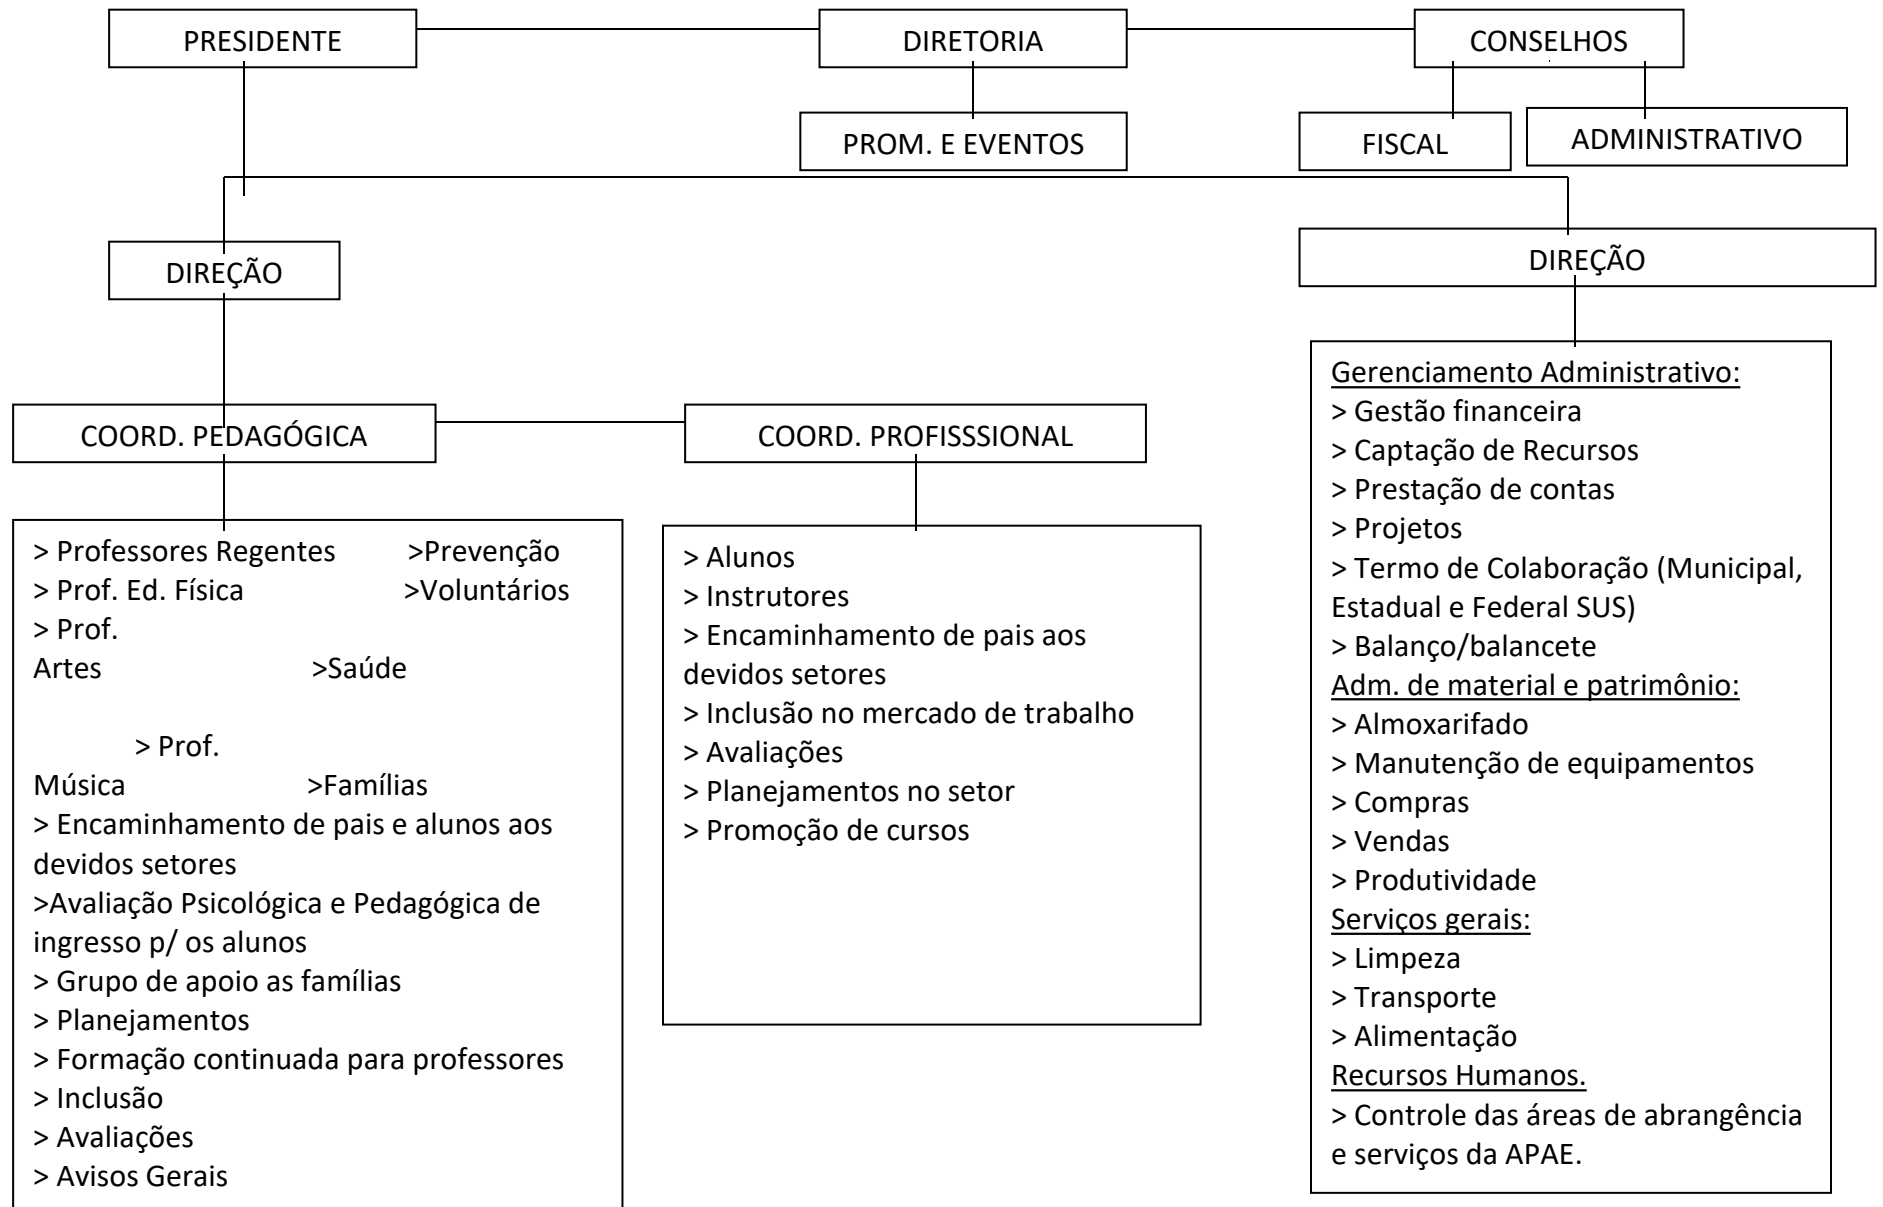 PRESIDENTE
DIRETORIA
CONSELHOS
PROM. E EVENTOS
FISCAL
ADMINISTRATIVO
DIREÇÃO
DIREÇÃO
COORD. PEDAGÓGICA
COORD. PROFISSSIONAL
> Professores Regentes >Prevenção
> Prof. Ed. Física >Voluntários
> Prof.
Artes >Saúde
> Prof.
Música >Famílias
> Encaminhamento de pais e alunos aos
devidos setores
>Avaliação Psicológica e Pedagógica de
ingresso p/ os alunos
> Grupo de apoio as famílias
> Planejamentos
> Formação continuada para professores
> Inclusão
> Avaliações
> Avisos Gerais
> Alunos
> Instrutores
> Encaminhamento de pais aos
devidos setores
> Inclusão no mercado de trabalho
> Avaliações
> Planejamentos no setor
> Promoção de cursos
Gerenciamento Administrativo:
> Gestão financeira
> Captação de Recursos
> Prestação de contas
> Projetos
> Termo de Colaboração (Municipal,
Estadual e Federal SUS)
> Balanço/balancete
Adm. de material e patrimônio:
> Almoxarifado
> Manutenção de equipamentos
> Compras
> Vendas
> Produtividade
Serviços gerais:
> Limpeza
> Transporte
> Alimentação
Recursos Humanos.
> Controle das áreas de abrangência
e serviços da APAE.